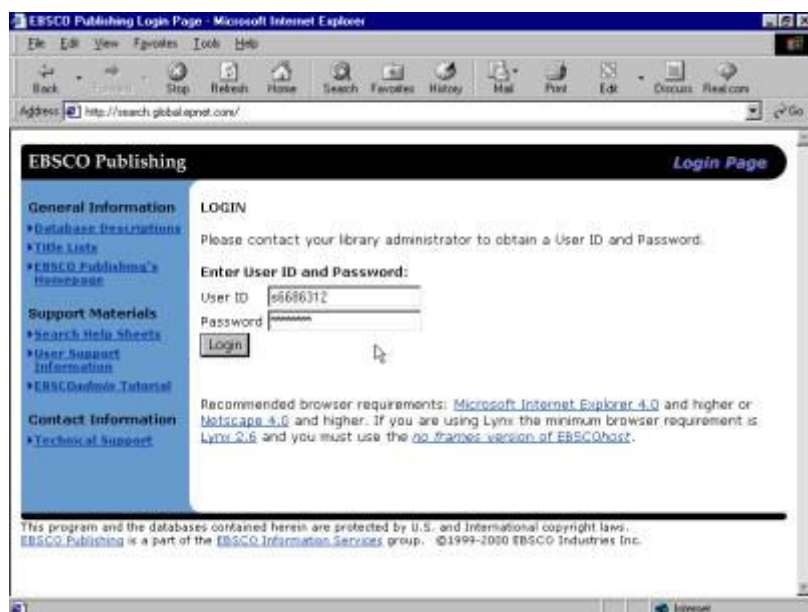 EBSCO Publishing Login Page - Microsoft Internet Explorer
File Edit View Favorites Tools Help
Back Forward Stop Refresh Home Search Favorites History Mail Print Edit Discuss Real.com
Address http://search.global.epnet.com/ Go
EBSCO Publishing Login Page
General Information
Database Descriptions
Title Lists
EBSCO Publishing's
Homepage
Support Materials
Search Help Sheets
User Support
Information
EBSCOadmin Tutorial
Contact Information
Technical Support
LOGIN
Please contact your library administrator to obtain a User ID and Password.
Enter User ID and Password:
User ID s6686312
Password ********
Login
Recommended browser requirements: Microsoft Internet Explorer 4.0 and higher or
Netscape 4.0 and higher. If you are using Lynx the minimum browser requirement is
Lynx 2.6 and you must use the no frames version of EBSCOhost.
This program and the databases contained herein are protected by U.S. and International copyright laws.
EBSCO Publishing is a part of the EBSCO Information Services group. ©1999-2000 EBSCO Industries Inc.
Internet